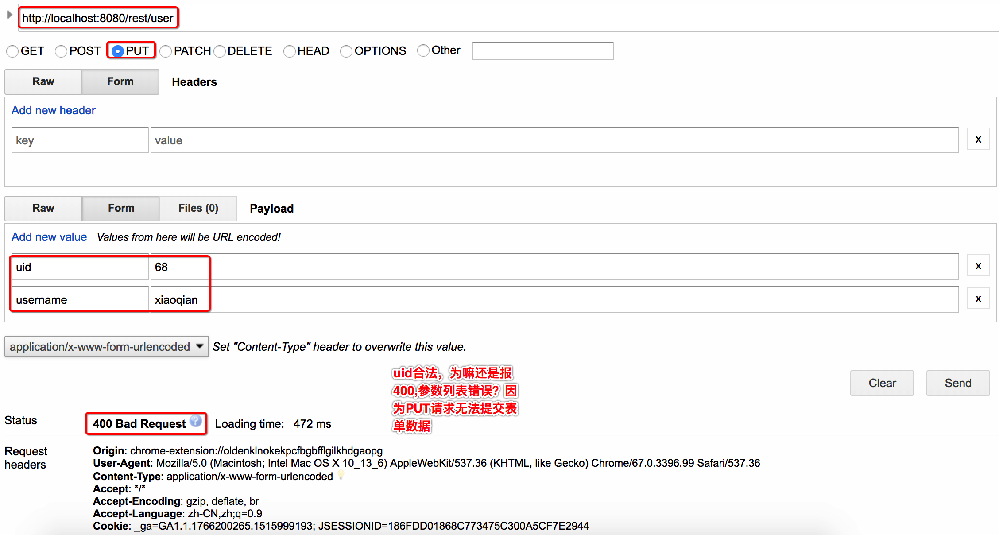 http://localhost:8080/rest/user
GET POST PUT PATCH DELETE HEAD OPTIONS Other
Raw Form Headers
Add new header
key value x
Raw Form Files (0) Payload
Add new value Values from here will be URL encoded!
uid 68 x
username xiaoqian x
application/x-www-form-urlencoded Set "Content-Type" header to overwrite this value.
uid合法，为嘛还是报
400,参数列表错误？因
为PUT请求无法提交表
单数据
Clear Send
Status 400 Bad Request ? Loading time: 472 ms
Request headers
Origin: chrome-extension://oldenklnokekpcfbgbfflgilkhdgaopg
User-Agent: Mozilla/5.0 (Macintosh; Intel Mac OS X 10_13_6) AppleWebKit/537.36 (KHTML, like Gecko) Chrome/67.0.3396.99 Safari/537.36
Content-Type: application/x-www-form-urlencoded
Accept: */*
Accept-Encoding: gzip, deflate, br
Accept-Language: zh-CN,zh;q=0.9
Cookie: _ga=GA1.1.1766200265.1515999193; JSESSIONID=186FDD01868C773475C300A5CF7E2944